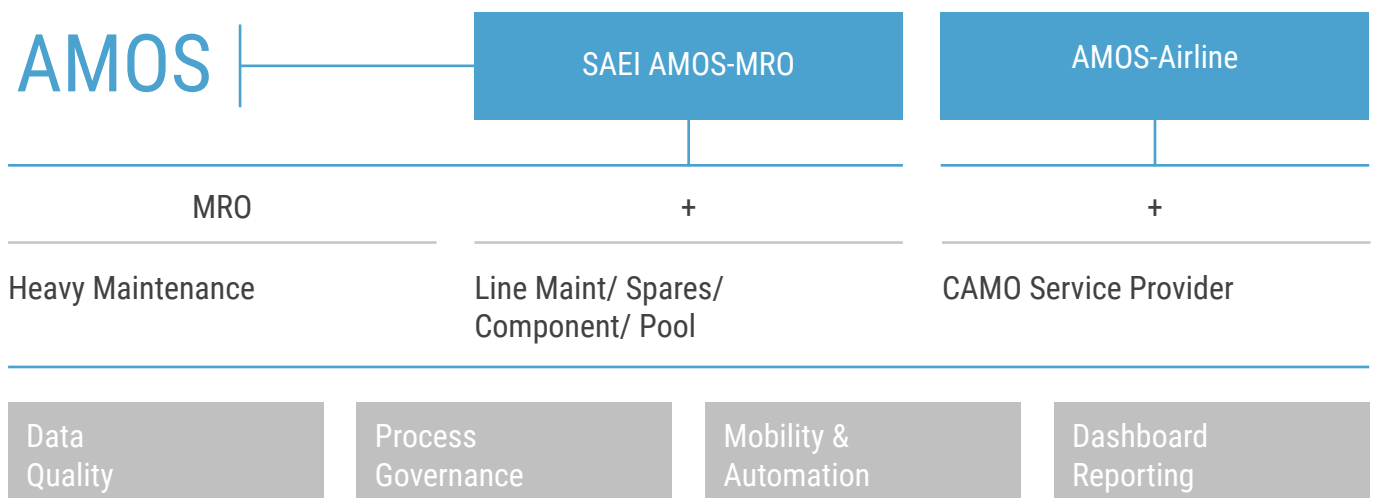 AMOS
SAEI AMOS-MRO
AMOS-Airline
MRO
+
+
Heavy Maintenance
Line Maint/ Spares/
Component/ Pool
CAMO Service Provider
Data
Quality
Process
Governance
Mobility &
Automation
Dashboard
Reporting